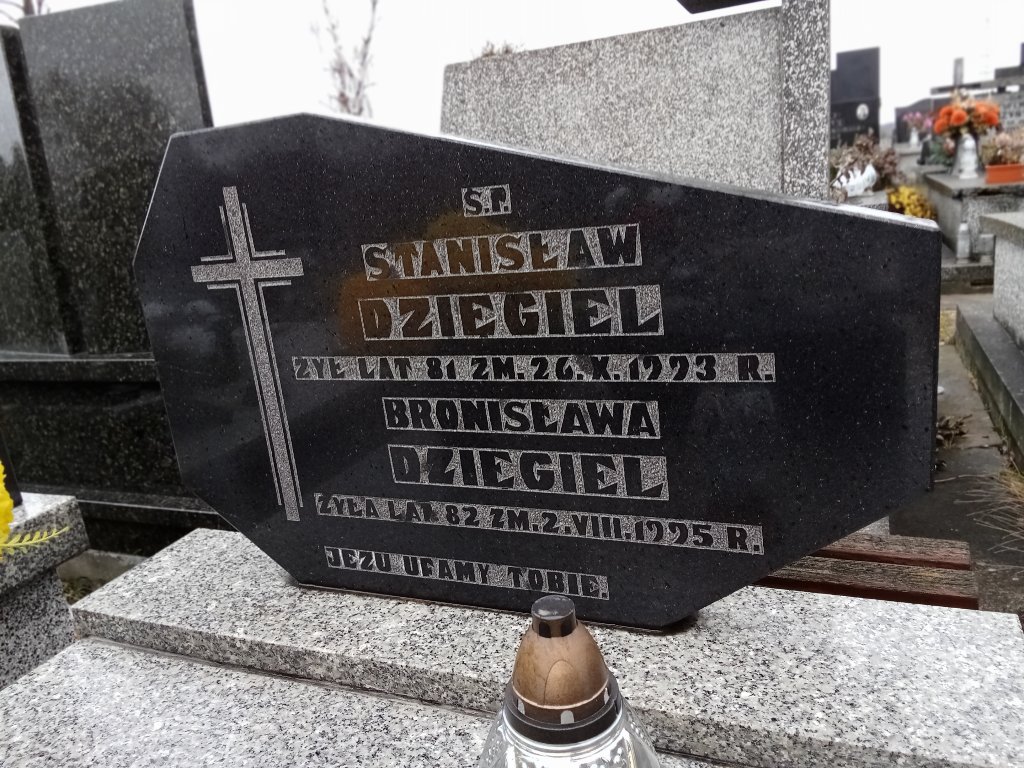 Ś.P.
STANISŁAW
DZIEGIEL
ŻYŁ LAT 81 ZM. 26. X. 1993 R.
BRONISŁAWA
DZIEGIEL
ŻYŁA LAT 82 ZM. 2. VIII. 1995 R.
JEZU UFAMY TOBIE.